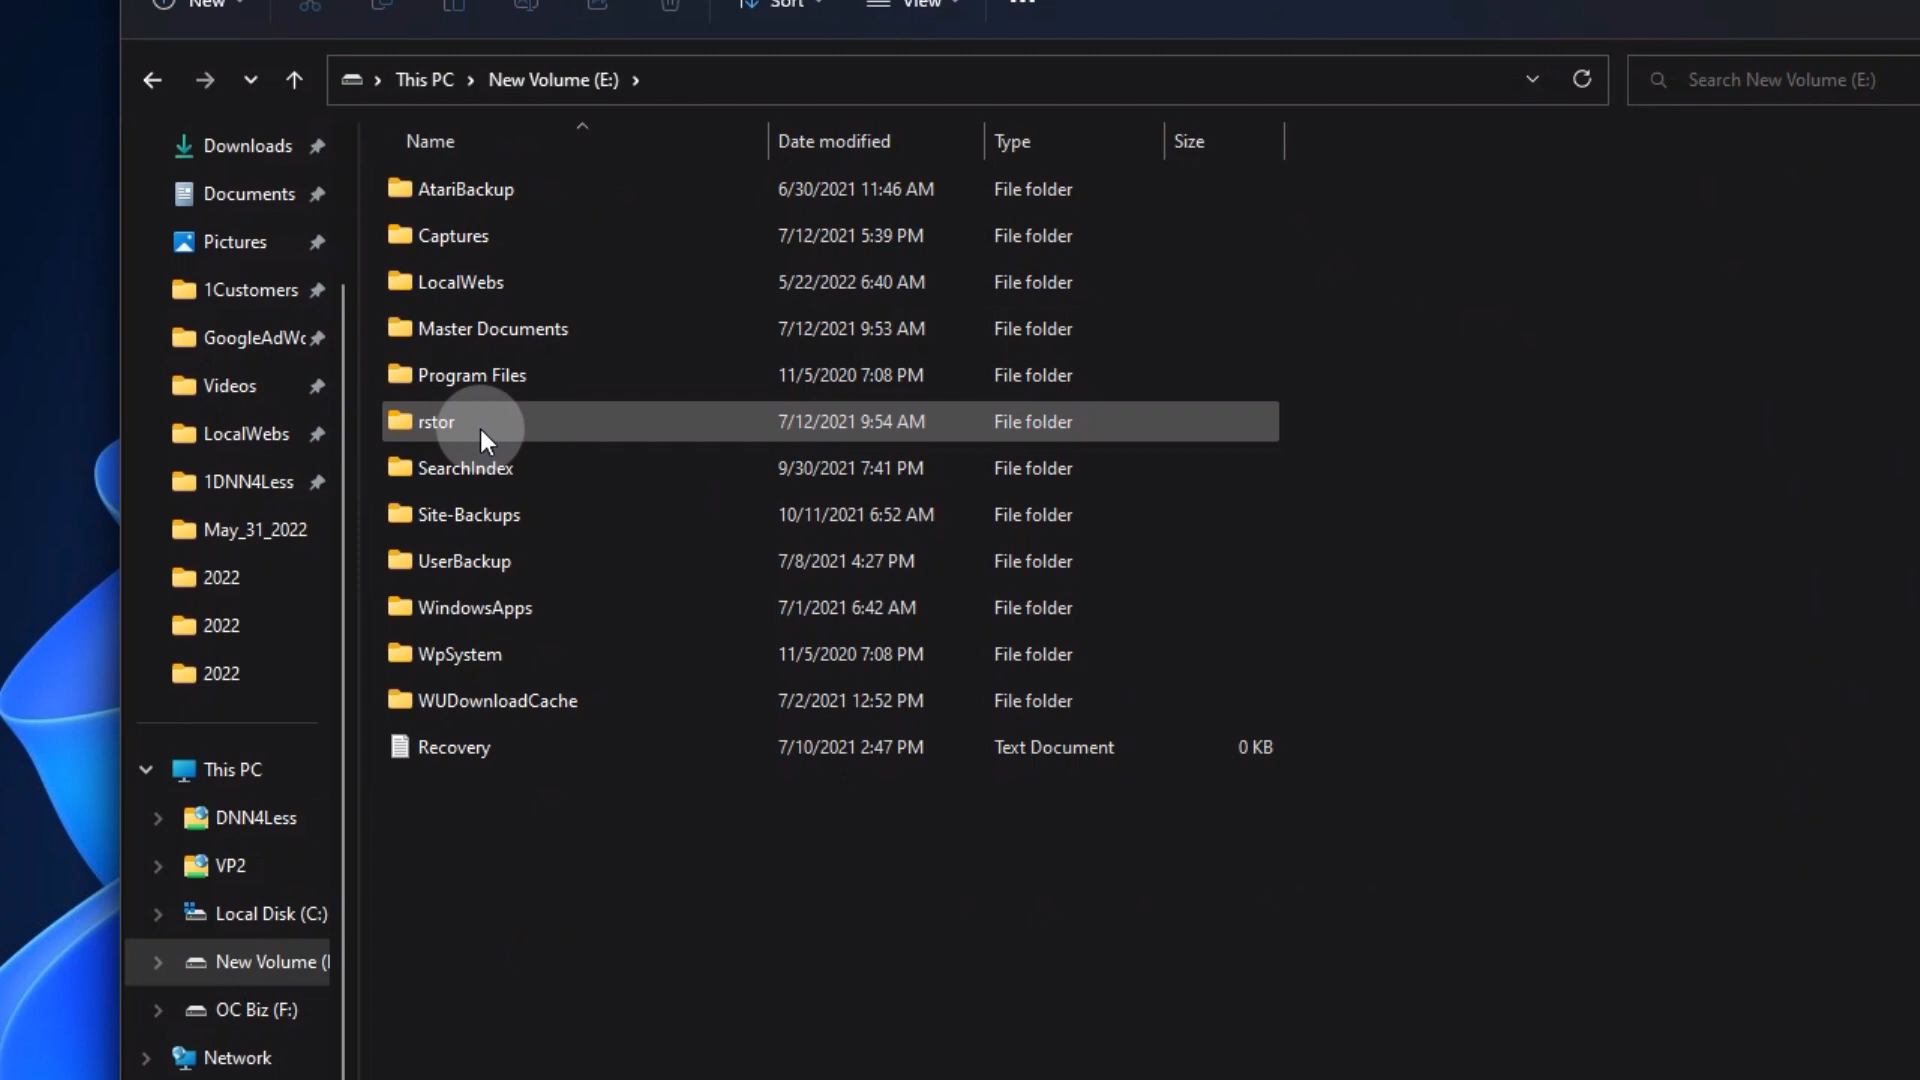 New
Sort
View
This PC > New Volume (E:) >
Search New Volume (E:)
Name
Date modified
Type
Size
Downloads
Documents
Pictures
1Customers
GoogleAdWo
Videos
LocalWebs
1DNN4Less
May_31_2022
2022
2022
2022
This PC
DNN4Less
VP2
Local Disk (C:)
New Volume (
OC Biz (F:)
Network
AtariBackup 6/30/2021 11:46 AM File folder
Captures 7/12/2021 5:39 PM File folder
LocalWebs 5/22/2022 6:40 AM File folder
Master Documents 7/12/2021 9:53 AM File folder
Program Files 11/5/2020 7:08 PM File folder
rstor 7/12/2021 9:54 AM File folder
SearchIndex 9/30/2021 7:41 PM File folder
Site-Backups 10/11/2021 6:52 AM File folder
UserBackup 7/8/2021 4:27 PM File folder
WindowsApps 7/1/2021 6:42 AM File folder
WpSystem 11/5/2020 7:08 PM File folder
WUDownloadCache 7/2/2021 12:52 PM File folder
Recovery 7/10/2021 2:47 PM Text Document 0 KB